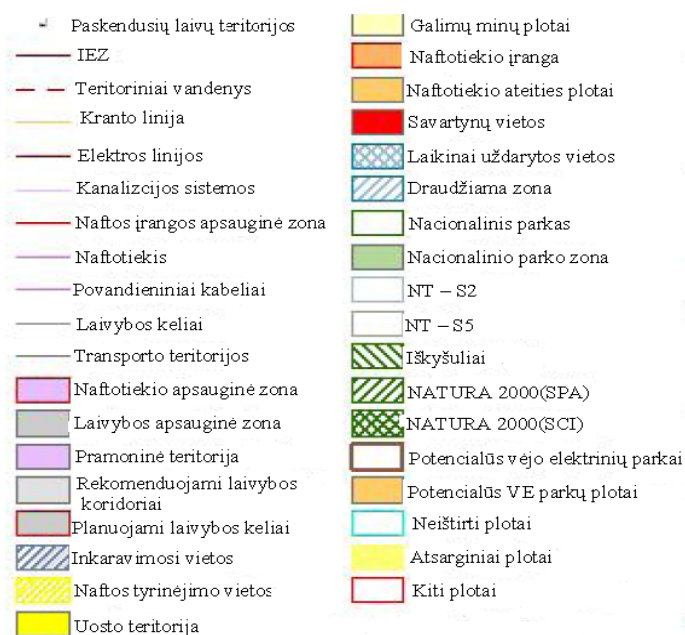 Paskendusių laivų teritorijos
IEZ
Teritoriniai vandenys
Kranto linija
Elektros linijos
Kanalizcijos sistemos
Naftos įrangos apsauginė zona
Naftotiekis
Povandieniniai kabeliai
Laivybos keliai
Transporto teritorijos
Naftotiekio apsauginė zona
Laivybos apsauginė zona
Pramoninė teritorija
Rekomenduojami laivybos
koridoriai
Planuojami laivybos keliai
Inkaravimosi vietos
Naftos tyrinėjimo vietos
Uosto teritorija
Galimų minų plotai
Naftotiekio įranga
Naftotiekio ateities plotai
Savartynų vietos
Laikinai uždarytos vietos
Draudžiama zona
Nacionalinis parkas
Nacionalinio parko zona
NT – S2
NT – S5
Iškyšuliai
NATURA 2000(SPA)
NATURA 2000(SCI)
Potencialūs vėjo elektrinių parkai
Potencialūs VE parkų plotai
Neištirti plotai
Atsarginiai plotai
Kiti plotai